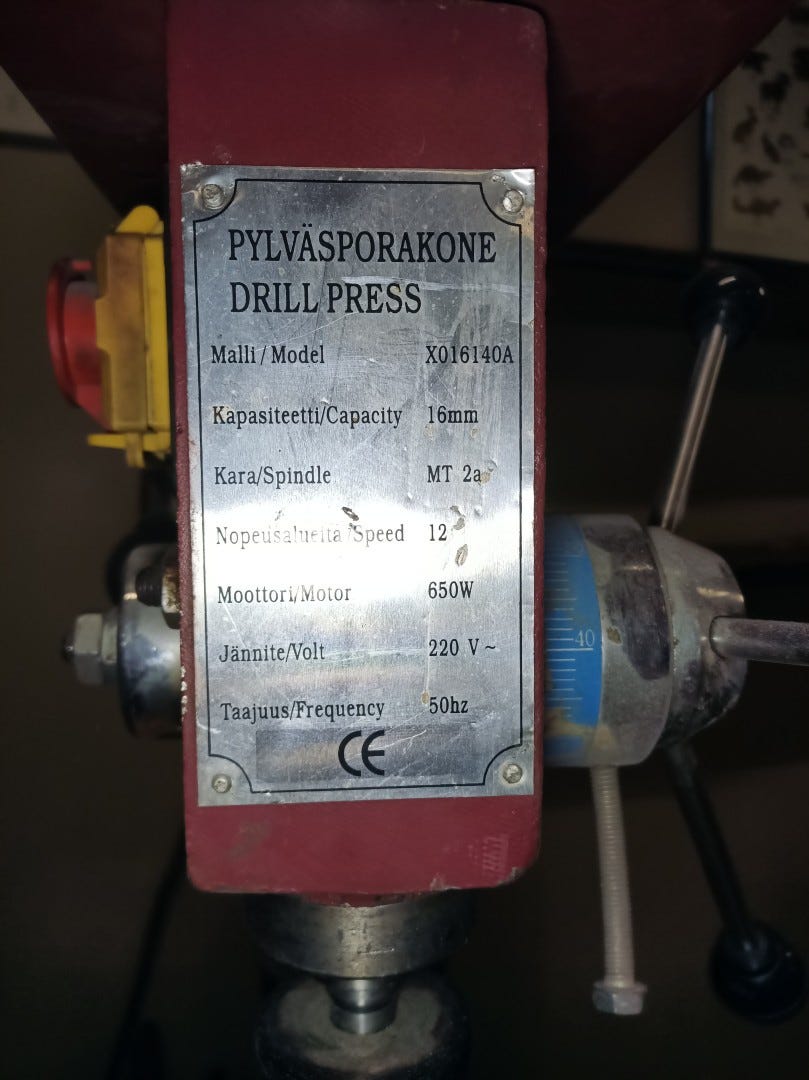 PYLVÄSPORAKONE
DRILL PRESS
Malli/Model X016140A
Kapasiteetti/Capacity 16mm
Kara/Spindle MT 2a
Nopeusalueita/Speed 12
Moottori/Motor 650W
Jännite/Volt 220 V~
Taajuus/Frequency 50hz
CE
40